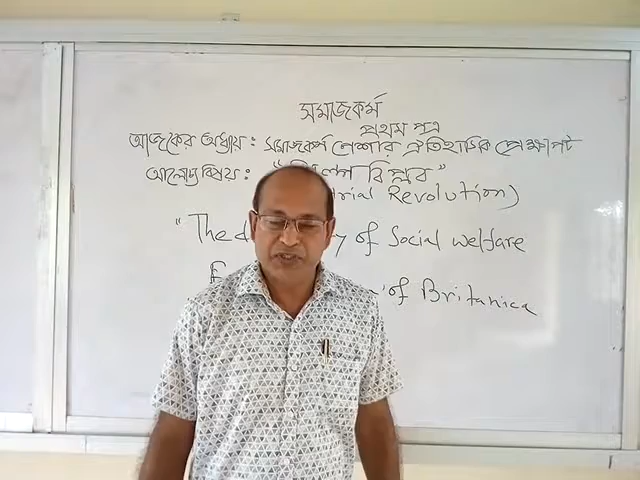 সমাজকর্ম
প্রথম পত্র
আজকের অধ্যায় : সমাজকর্ম পেশার ঐতিহাসিক প্রেক্ষাপট
আলোচ্য বিষয় : বিপ্লব"
Revolution)
"The of Social welfare
of Britanica